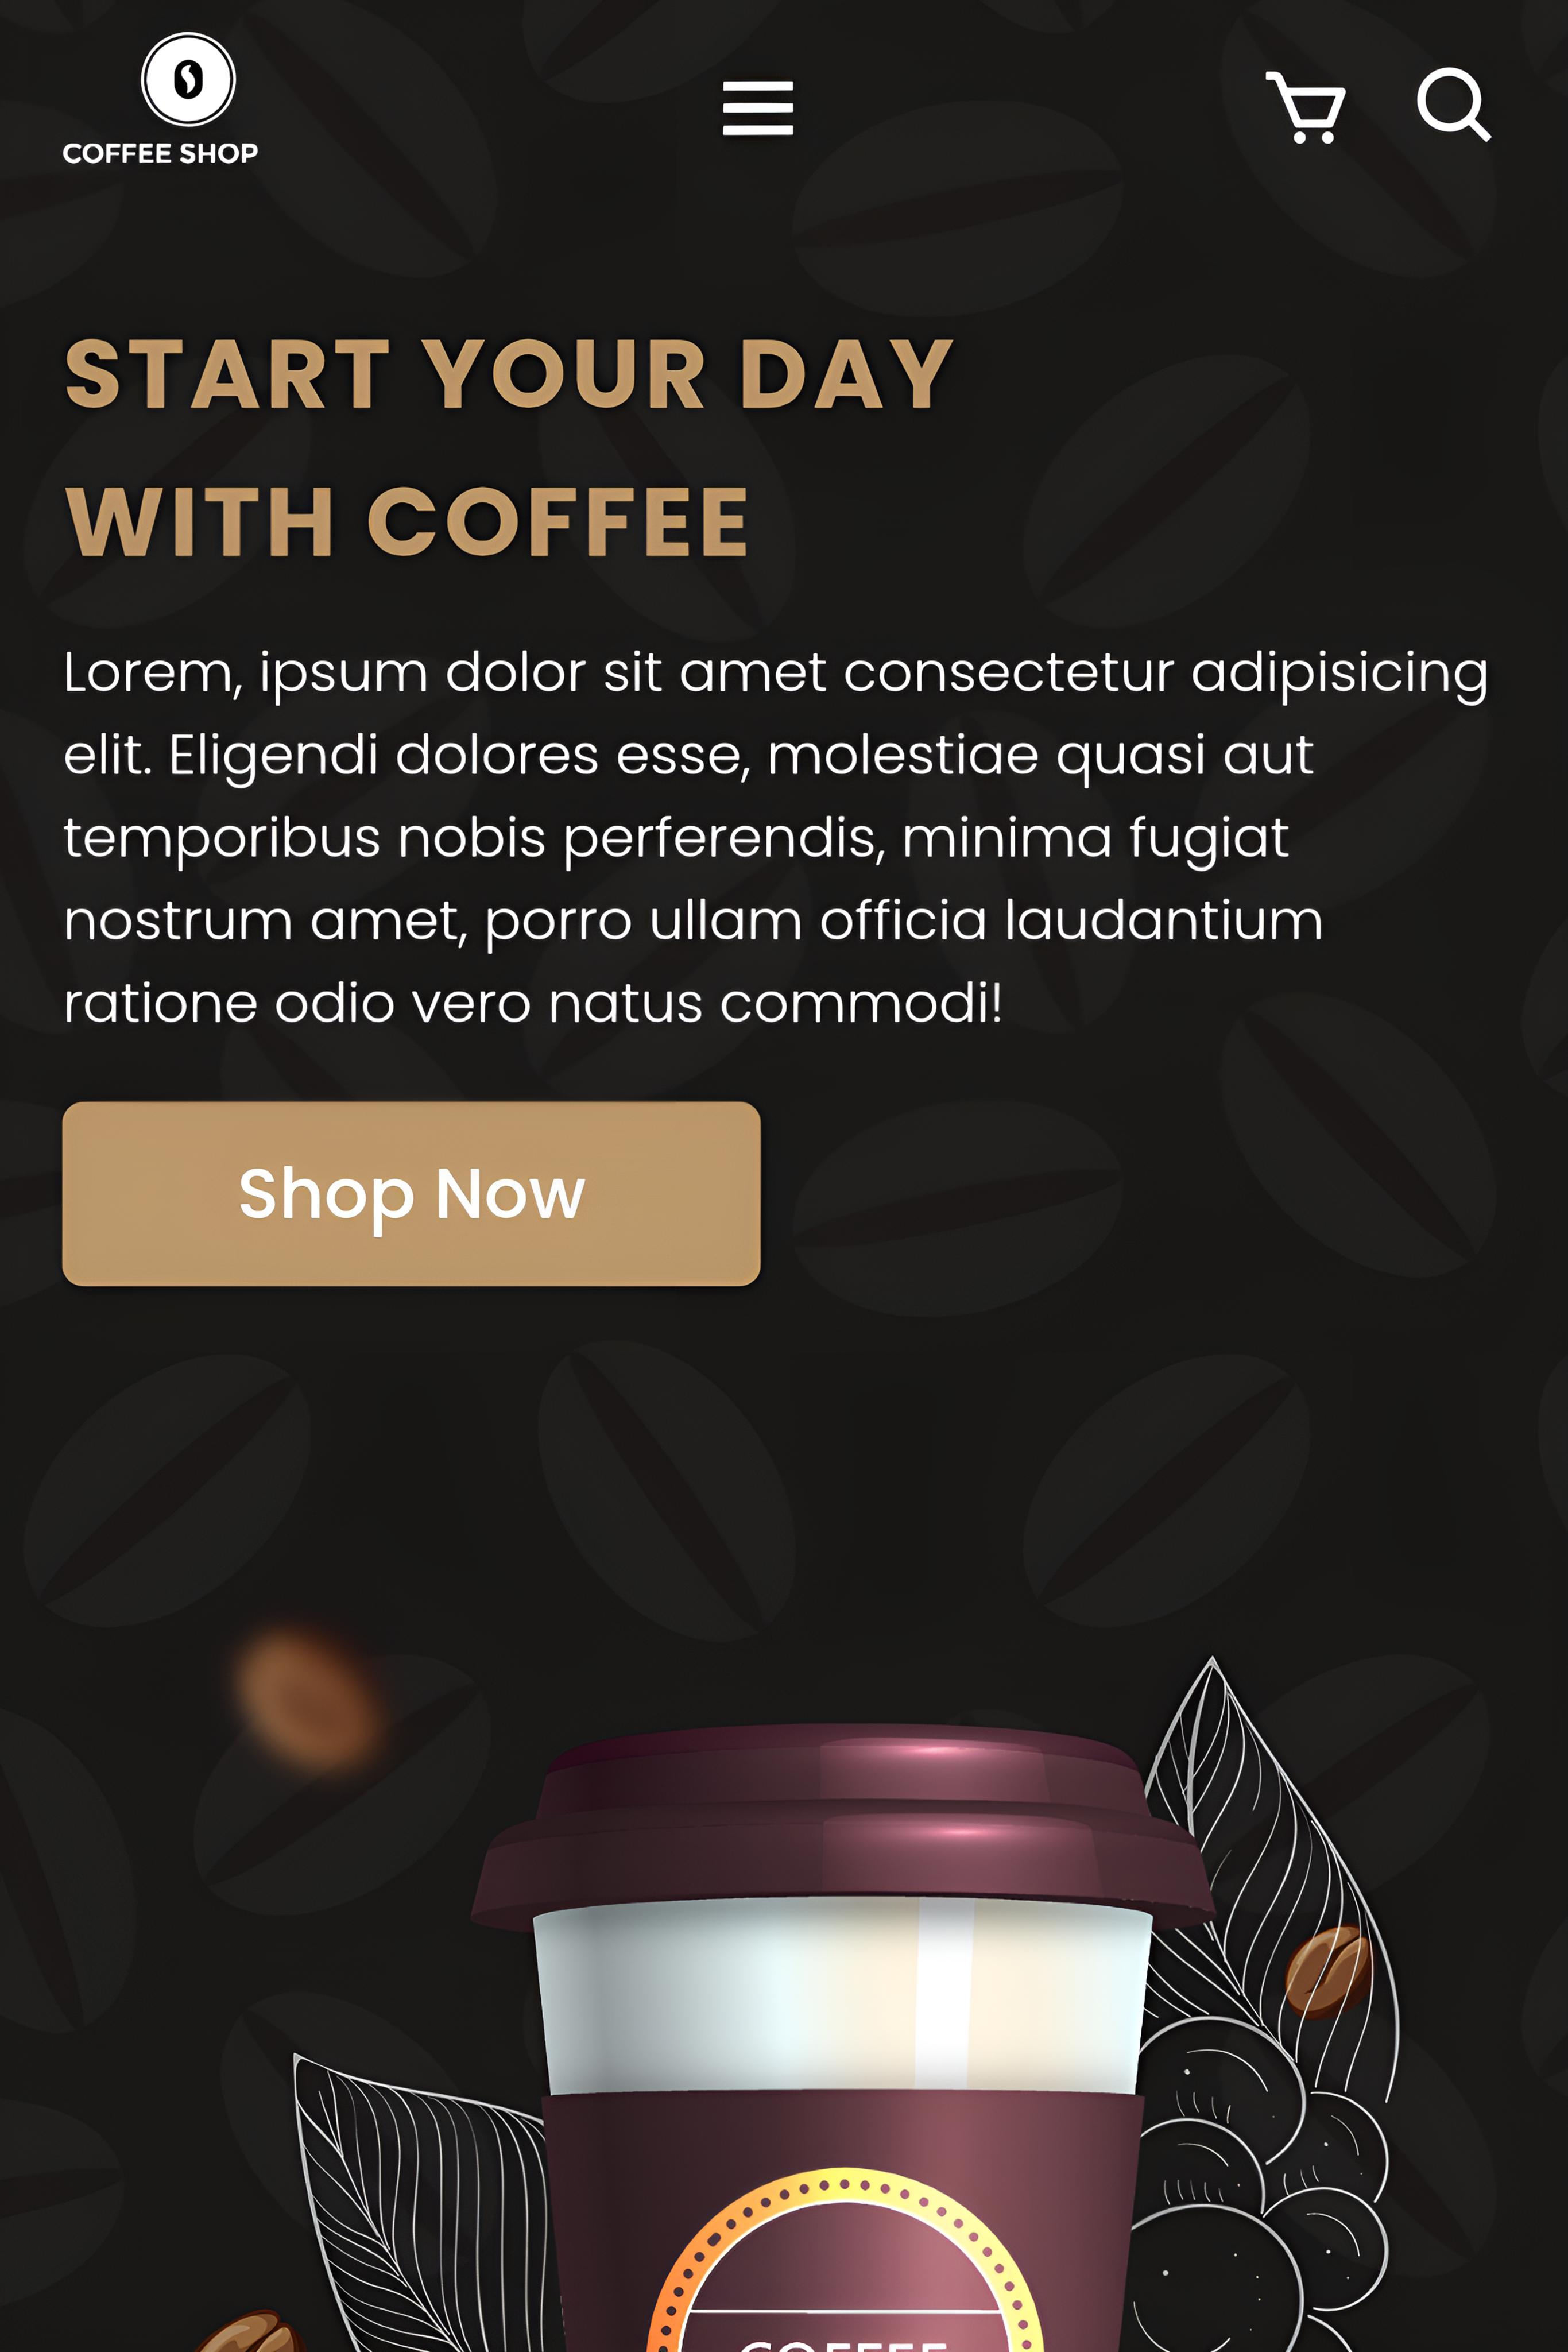 COFFEE SHOP
START YOUR DAY
WITH COFFEE
Lorem, ipsum dolor sit amet consectetur adipisicing
elit. Eligendi dolores esse, molestiae quasi aut
temporibus nobis perferendis, minima fugiat
nostrum amet, porro ullam officia laudantium
ratione odio vero natus commodi!
Shop Now
COFFEE